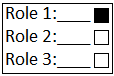 Role 1:____ ■
Role 2:____ □
Role 3:____ □